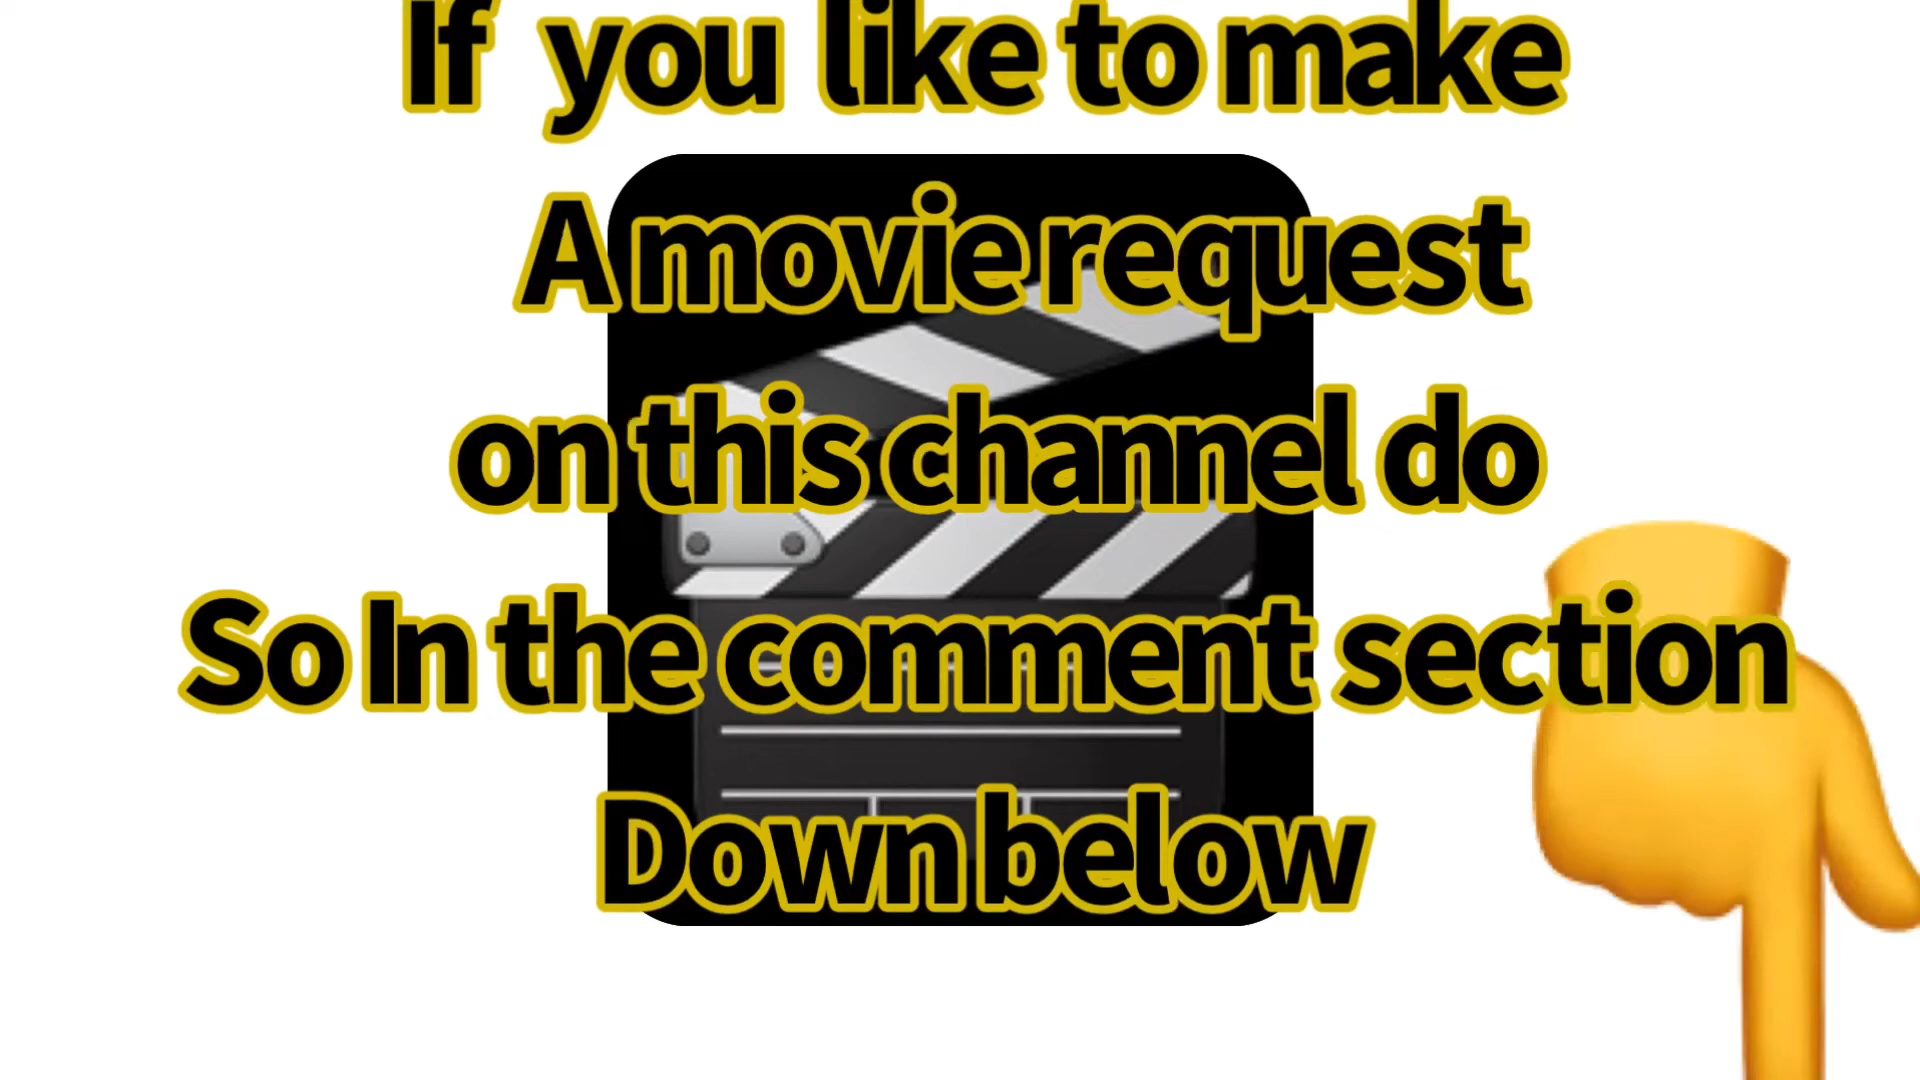 If you like to make
A movie request
on this channel do
So In the comment section
Down below